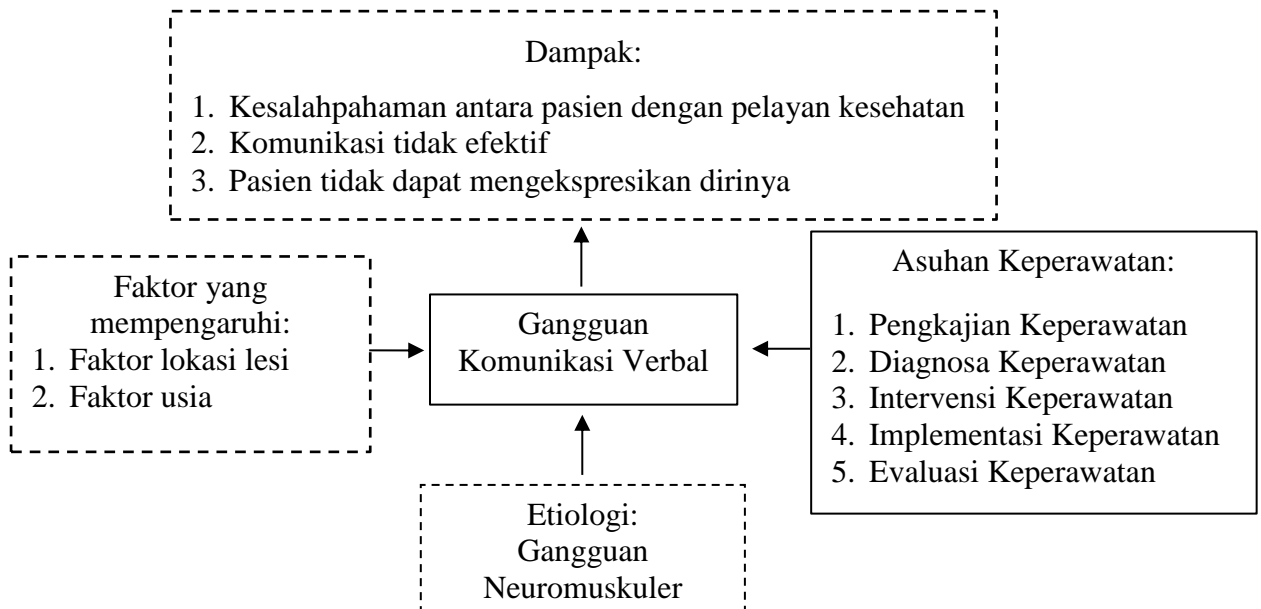 Dampak:
1. Kesalahpahaman antara pasien dengan pelayan kesehatan
2. Komunikasi tidak efektif
3. Pasien tidak dapat mengekspresikan dirinya
Faktor yang
mempengaruhi:
1. Faktor lokasi lesi
2. Faktor usia
Gangguan
Komunikasi Verbal
Asuhan Keperawatan:
1. Pengkajian Keperawatan
2. Diagnosa Keperawatan
3. Intervensi Keperawatan
4. Implementasi Keperawatan
5. Evaluasi Keperawatan
Etiologi:
Gangguan
Neuromuskuler